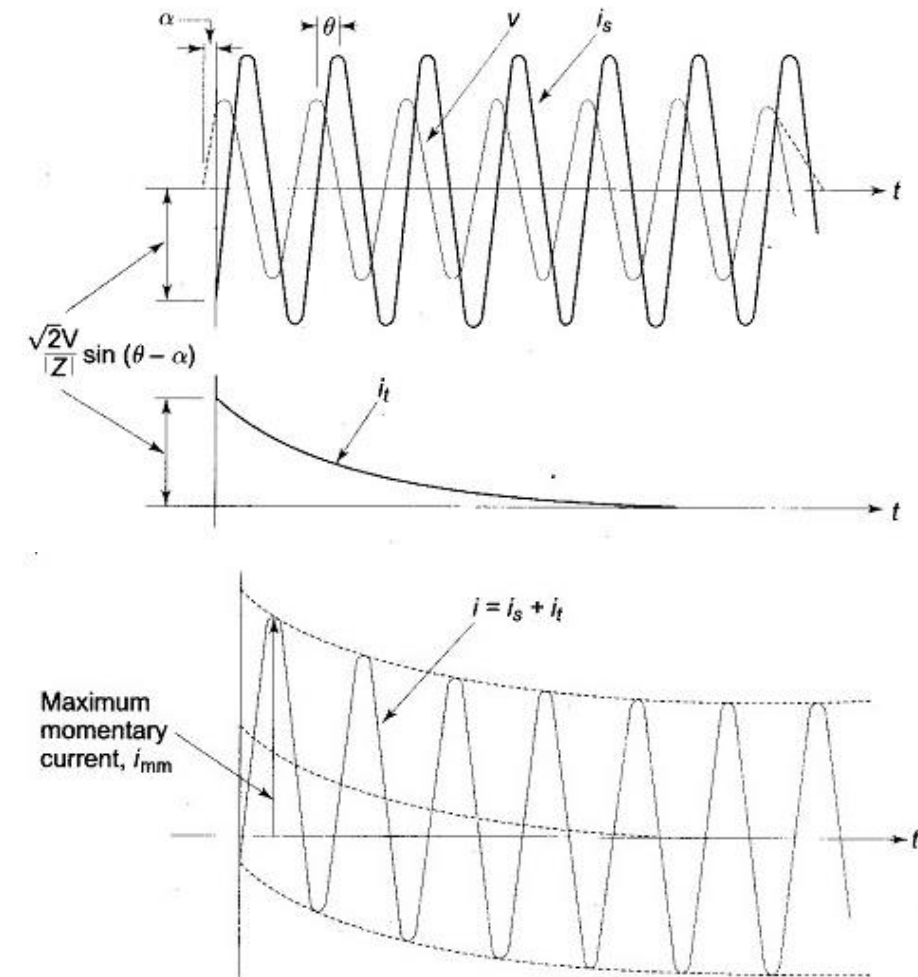 α
θ
v
i_s
t
√2V
|Z| sin (θ – α)
i_t
t
i = i_s + i_t
Maximum
momentary
current, i_mm
t